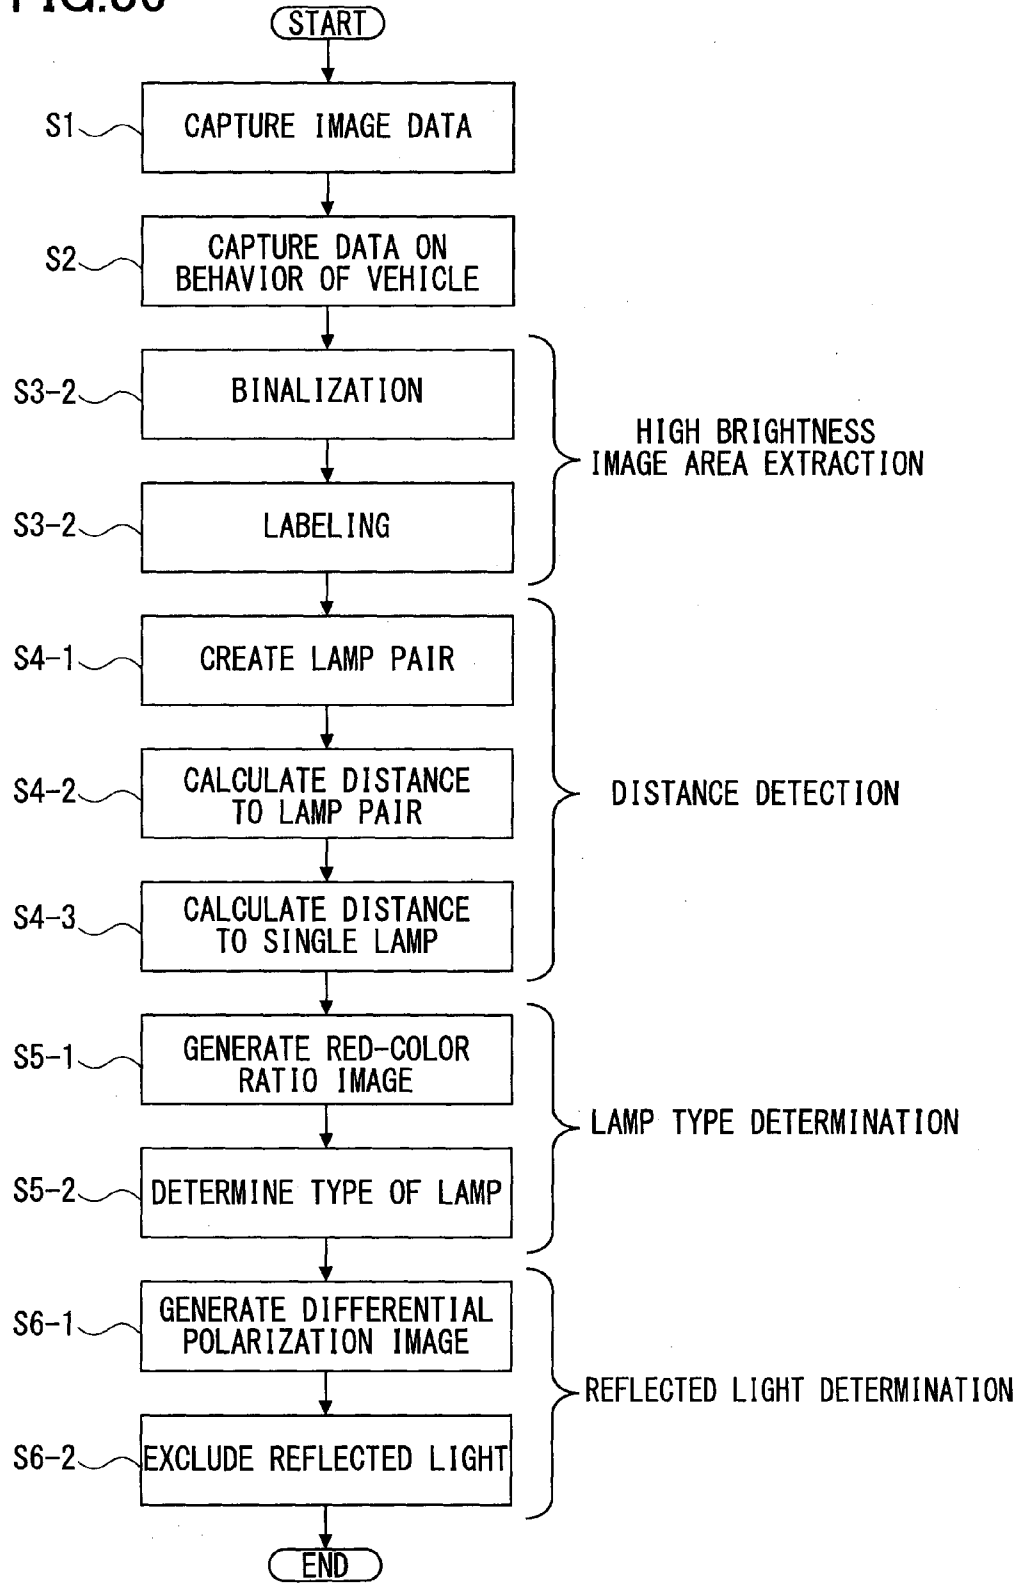 START
S1
CAPTURE IMAGE DATA
S2
CAPTURE DATA ON
BEHAVIOR OF VEHICLE
S3-2
BINALIZATION
S3-2
LABELING
HIGH BRIGHTNESS
IMAGE AREA EXTRACTION
S4-1
CREATE LAMP PAIR
S4-2
CALCULATE DISTANCE
TO LAMP PAIR
S4-3
CALCULATE DISTANCE
TO SINGLE LAMP
DISTANCE DETECTION
S5-1
GENERATE RED-COLOR
RATIO IMAGE
S5-2
DETERMINE TYPE OF LAMP
LAMP TYPE DETERMINATION
S6-1
GENERATE DIFFERENTIAL
POLARIZATION IMAGE
S6-2
EXCLUDE REFLECTED LIGHT
REFLECTED LIGHT DETERMINATION
END